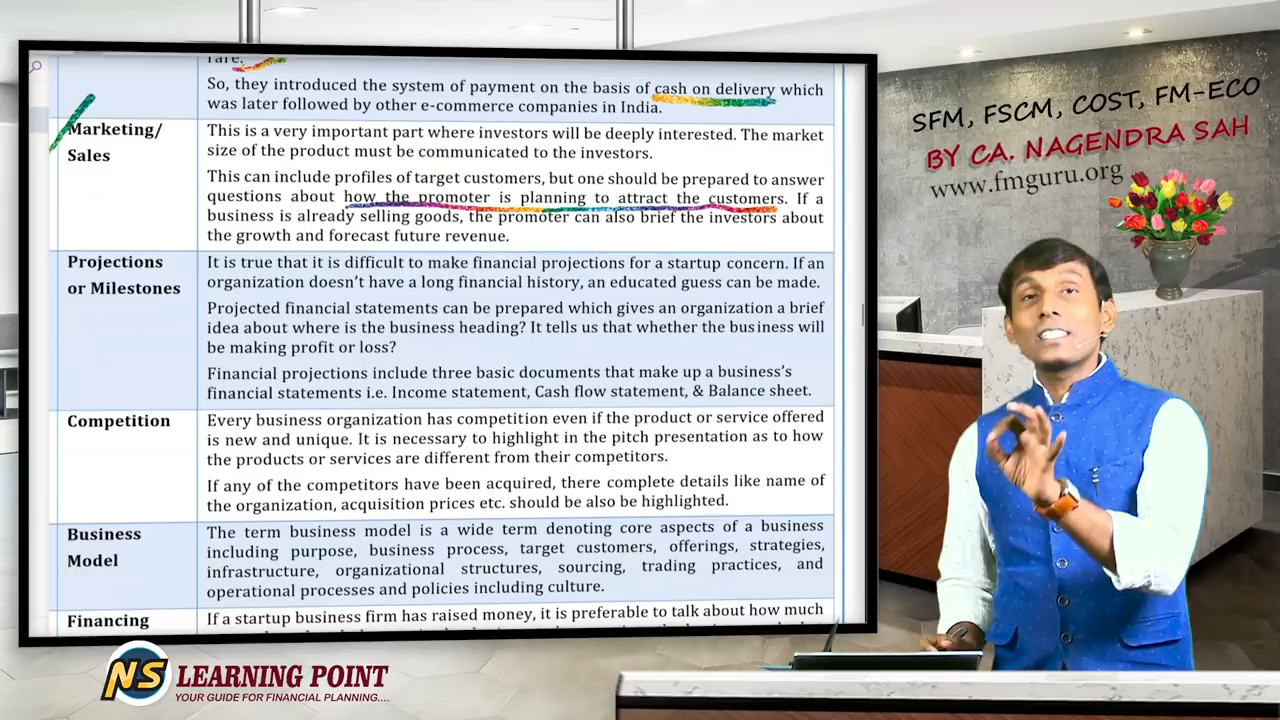 rare.
So, they introduced the system of payment on the basis of cash on delivery which
was later followed by other e-commerce companies in India.
Marketing/
Sales
This is a very important part where investors will be deeply interested. The market
size of the product must be communicated to the investors.
This can include profiles of target customers, but one should be prepared to answer
questions about how the promoter is planning to attract the customers. If a
business is already selling goods, the promoter can also brief the investors about
the growth and forecast future revenue.
Projections
or Milestones
It is true that it is difficult to make financial projections for a startup concern. If an
organization doesn't have a long financial history, an educated guess can be made.
Projected financial statements can be prepared which gives an organization a brief
idea about where is the business heading? It tells us that whether the business will
be making profit or loss?
Financial projections include three basic documents that make up a business's
financial statements i.e. Income statement, Cash flow statement, & Balance sheet.
Competition
Every business organization has competition even if the product or service offered
is new and unique. It is necessary to highlight in the pitch presentation as to how
the products or services are different from their competitors.
If any of the competitors have been acquired, there complete details like name of
the organization, acquisition prices etc. should be also be highlighted.
Business
Model
The term business model is a wide term denoting core aspects of a business
including purpose, business process, target customers, offerings, strategies,
infrastructure, organizational structures, sourcing, trading practices, and
operational processes and policies including culture.
Financing
If a startup business firm has raised money, it is preferable to talk about how much
SFM, FSCM, COST, FM-ECO
BY CA. NAGENDRA SAH
www.fmguru.org
NS LEARNING POINT
YOUR GUIDE FOR FINANCIAL PLANNING....